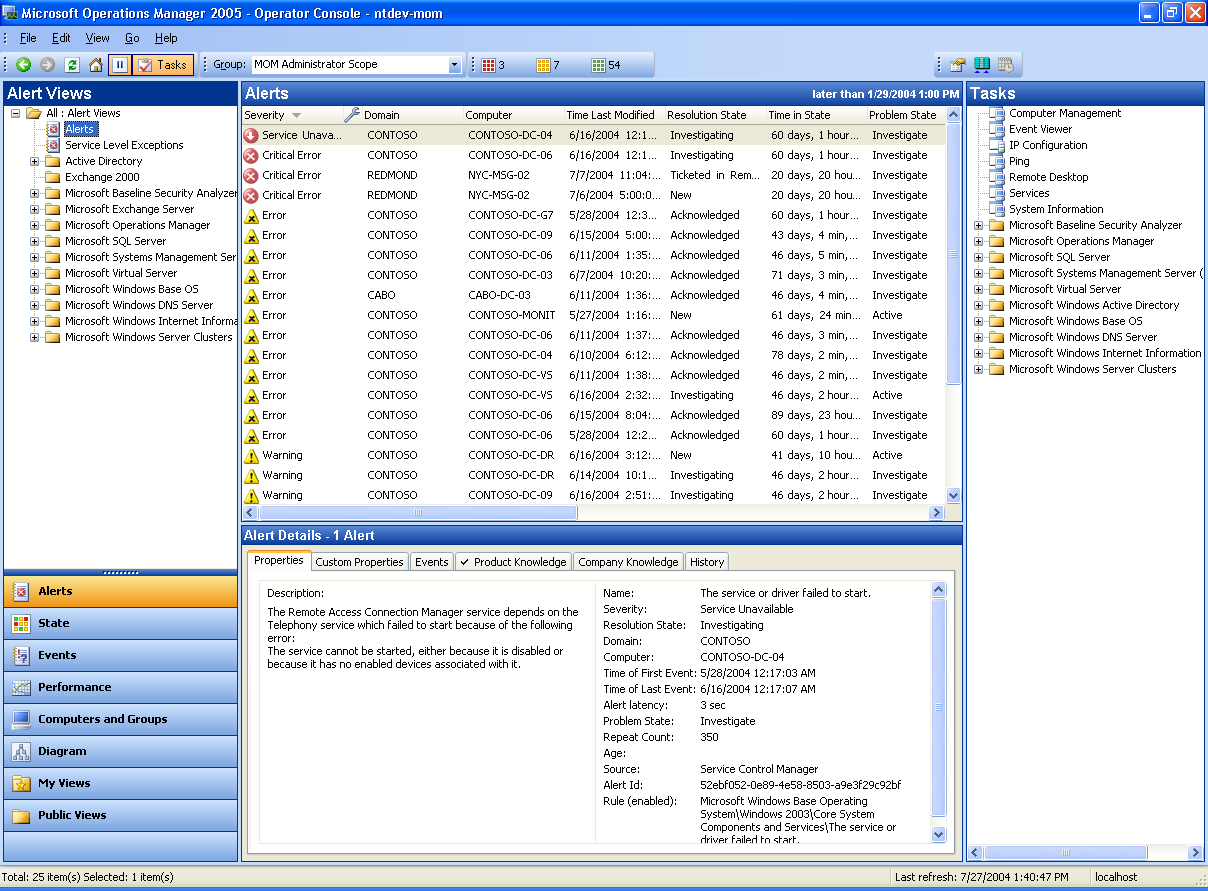 Microsoft Operations Manager 2005 - Operator Console - ntdev-mom
File Edit View Go Help
Tasks Group: MOM Administrator Scope 3 7 54
Alert Views
All : Alert Views
Alerts
Service Level Exceptions
Active Directory
Exchange 2000
Microsoft Baseline Security Analyzer
Microsoft Exchange Server
Microsoft Operations Manager
Microsoft SQL Server
Microsoft Systems Management Ser
Microsoft Virtual Server
Microsoft Windows Base OS
Microsoft Windows DNS Server
Microsoft Windows Internet Informa
Microsoft Windows Server Clusters
Alerts
State
Events
Performance
Computers and Groups
Diagram
My Views
Public Views
Alerts later than 1/29/2004 1:00 PM
Severity Domain Computer Time Last Modified Resolution State Time in State Problem State
Service Unava... CONTOSO CONTOSO-DC-04 6/16/2004 12:1... Investigating 60 days, 1 hour... Investigate
Critical Error CONTOSO CONTOSO-DC-06 6/16/2004 12:1... Investigating 60 days, 1 hour... Investigate
Critical Error REDMOND NYC-MSG-02 7/7/2004 11:04:... Ticketed in Rem... 20 days, 20 hou... Investigate
Critical Error REDMOND NYC-MSG-02 7/6/2004 5:00:0... New 20 days, 20 hou... Investigate
Error CONTOSO CONTOSO-DC-G7 5/28/2004 12:3... Acknowledged 60 days, 1 hour... Investigate
Error CONTOSO CONTOSO-DC-09 6/15/2004 5:00:... Acknowledged 43 days, 4 min,... Investigate
Error CONTOSO CONTOSO-DC-06 6/11/2004 1:35:... Acknowledged 46 days, 5 min,... Investigate
Error CONTOSO CONTOSO-DC-03 6/7/2004 10:20:... Acknowledged 71 days, 3 min,... Investigate
Error CABO CABO-DC-03 6/11/2004 1:36:... Acknowledged 46 days, 4 min,... Investigate
Error CONTOSO CONTOSO-MONIT 5/27/2004 1:16:... New 61 days, 24 min... Active
Error CONTOSO CONTOSO-DC-06 6/11/2004 1:37:... Acknowledged 46 days, 3 min,... Investigate
Error CONTOSO CONTOSO-DC-04 6/10/2004 6:12:... Acknowledged 78 days, 2 min,... Investigate
Error CONTOSO CONTOSO-DC-VS 6/11/2004 1:38:... Acknowledged 46 days, 2 min,... Investigate
Error CONTOSO CONTOSO-DC-VS 6/16/2004 2:32:... Investigating 46 days, 2 hour... Active
Error CONTOSO CONTOSO-DC-06 6/15/2004 8:04:... Acknowledged 89 days, 23 hou... Investigate
Error CONTOSO CONTOSO-DC-06 5/28/2004 12:2... Acknowledged 60 days, 1 hour... Investigate
Warning CONTOSO CONTOSO-DC-DR 6/16/2004 3:12:... New 41 days, 10 hou... Active
Warning CONTOSO CONTOSO-DC-DR 6/14/2004 10:1... Investigating 46 days, 2 hour... Investigate
Warning CONTOSO CONTOSO-DC-09 6/16/2004 2:51:... Investigating 46 days, 2 hour... Investigate
Alert Details - 1 Alert
Properties Custom Properties Events Product Knowledge Company Knowledge History
Description:
The Remote Access Connection Manager service depends on the
Telephony service which failed to start because of the following
error:
The service cannot be started, either because it is disabled or
because it has no enabled devices associated with it.
Name: The service or driver failed to start.
Severity: Service Unavailable
Resolution State: Investigating
Domain: CONTOSO
Computer: CONTOSO-DC-04
Time of First Event: 5/28/2004 12:17:03 AM
Time of Last Event: 6/16/2004 12:17:07 AM
Alert latency: 3 sec
Problem State: Investigate
Repeat Count: 350
Age:
Source: Service Control Manager
Alert Id: 52ebf052-0e89-4e58-8503-a9e3f29c92bf
Rule (enabled): Microsoft Windows Base Operating
System\Windows 2003\Core System
Components and Services\The service or
driver failed to start.
Tasks
Computer Management
Event Viewer
IP Configuration
Ping
Remote Desktop
Services
System Information
Microsoft Baseline Security Analyzer
Microsoft Operations Manager
Microsoft SQL Server
Microsoft Systems Management Server (
Microsoft Virtual Server
Microsoft Windows Active Directory
Microsoft Windows Base OS
Microsoft Windows DNS Server
Microsoft Windows Internet Information
Microsoft Windows Server Clusters
Total: 25 item(s) Selected: 1 item(s) Last refresh: 7/27/2004 1:40:47 PM localhost